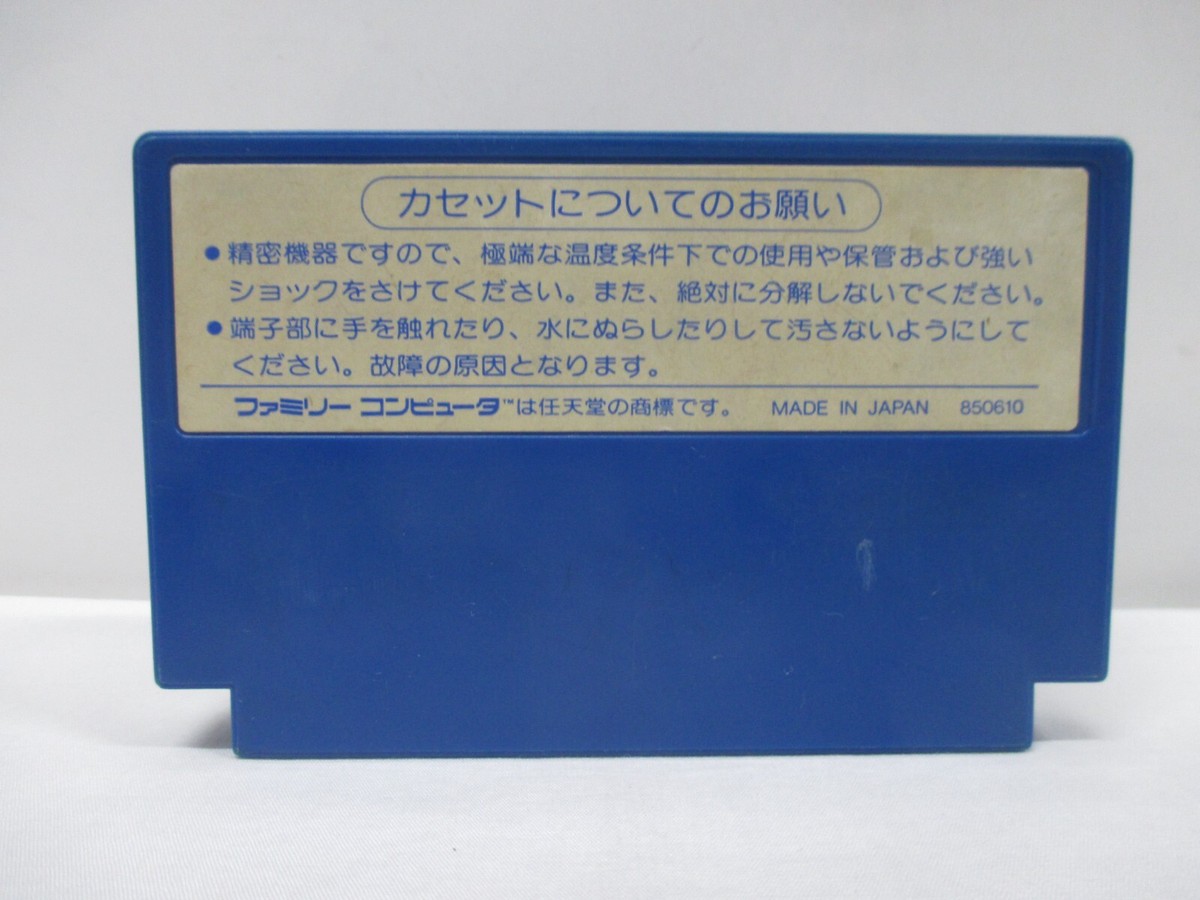 カセットについてのお願い
●精密機器ですので、極端な温度条件下での使用や保管および強い
ショックをさけてください。また、絶対に分解しないでください。
●端子部に手を触れたり、水にぬらしたりして汚さないようにして
ください。故障の原因となります。
ファミリー コンピュータ™は任天堂の商標です。 MADE IN JAPAN 850610